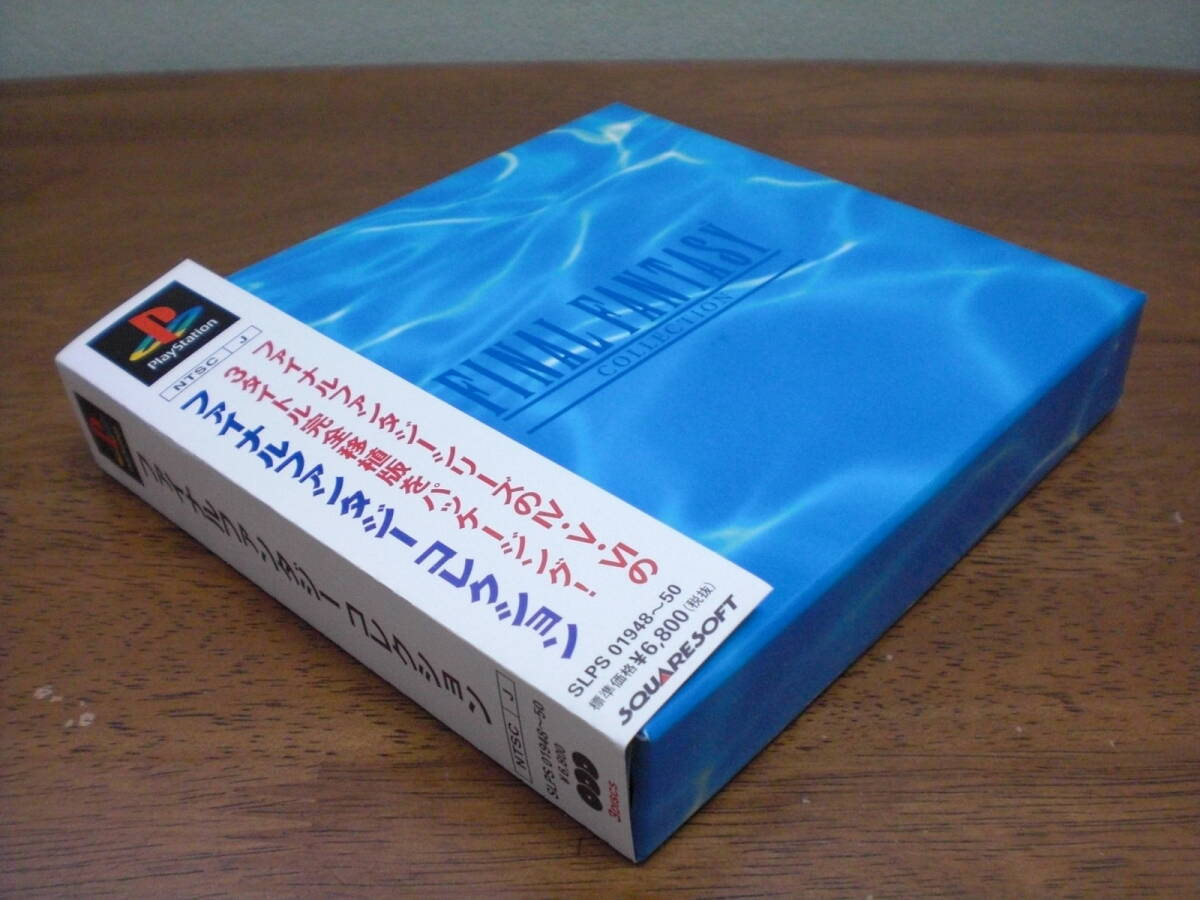 FINAL FANTASY
COLLECTION
PlayStation
NTSC J
ファイナルファンタジーシリーズのⅣ・Ⅴ・Ⅵの
3タイトル完全移植版をパッケージング!
ファイナルファンタジー コレクション
SLPS 01948〜50
標準価格¥6,800(税抜)
SQUARESOFT
ファイナルファンタジー コレクション
NTSC J
SLPS 01948〜50
¥6,800
3DISCS